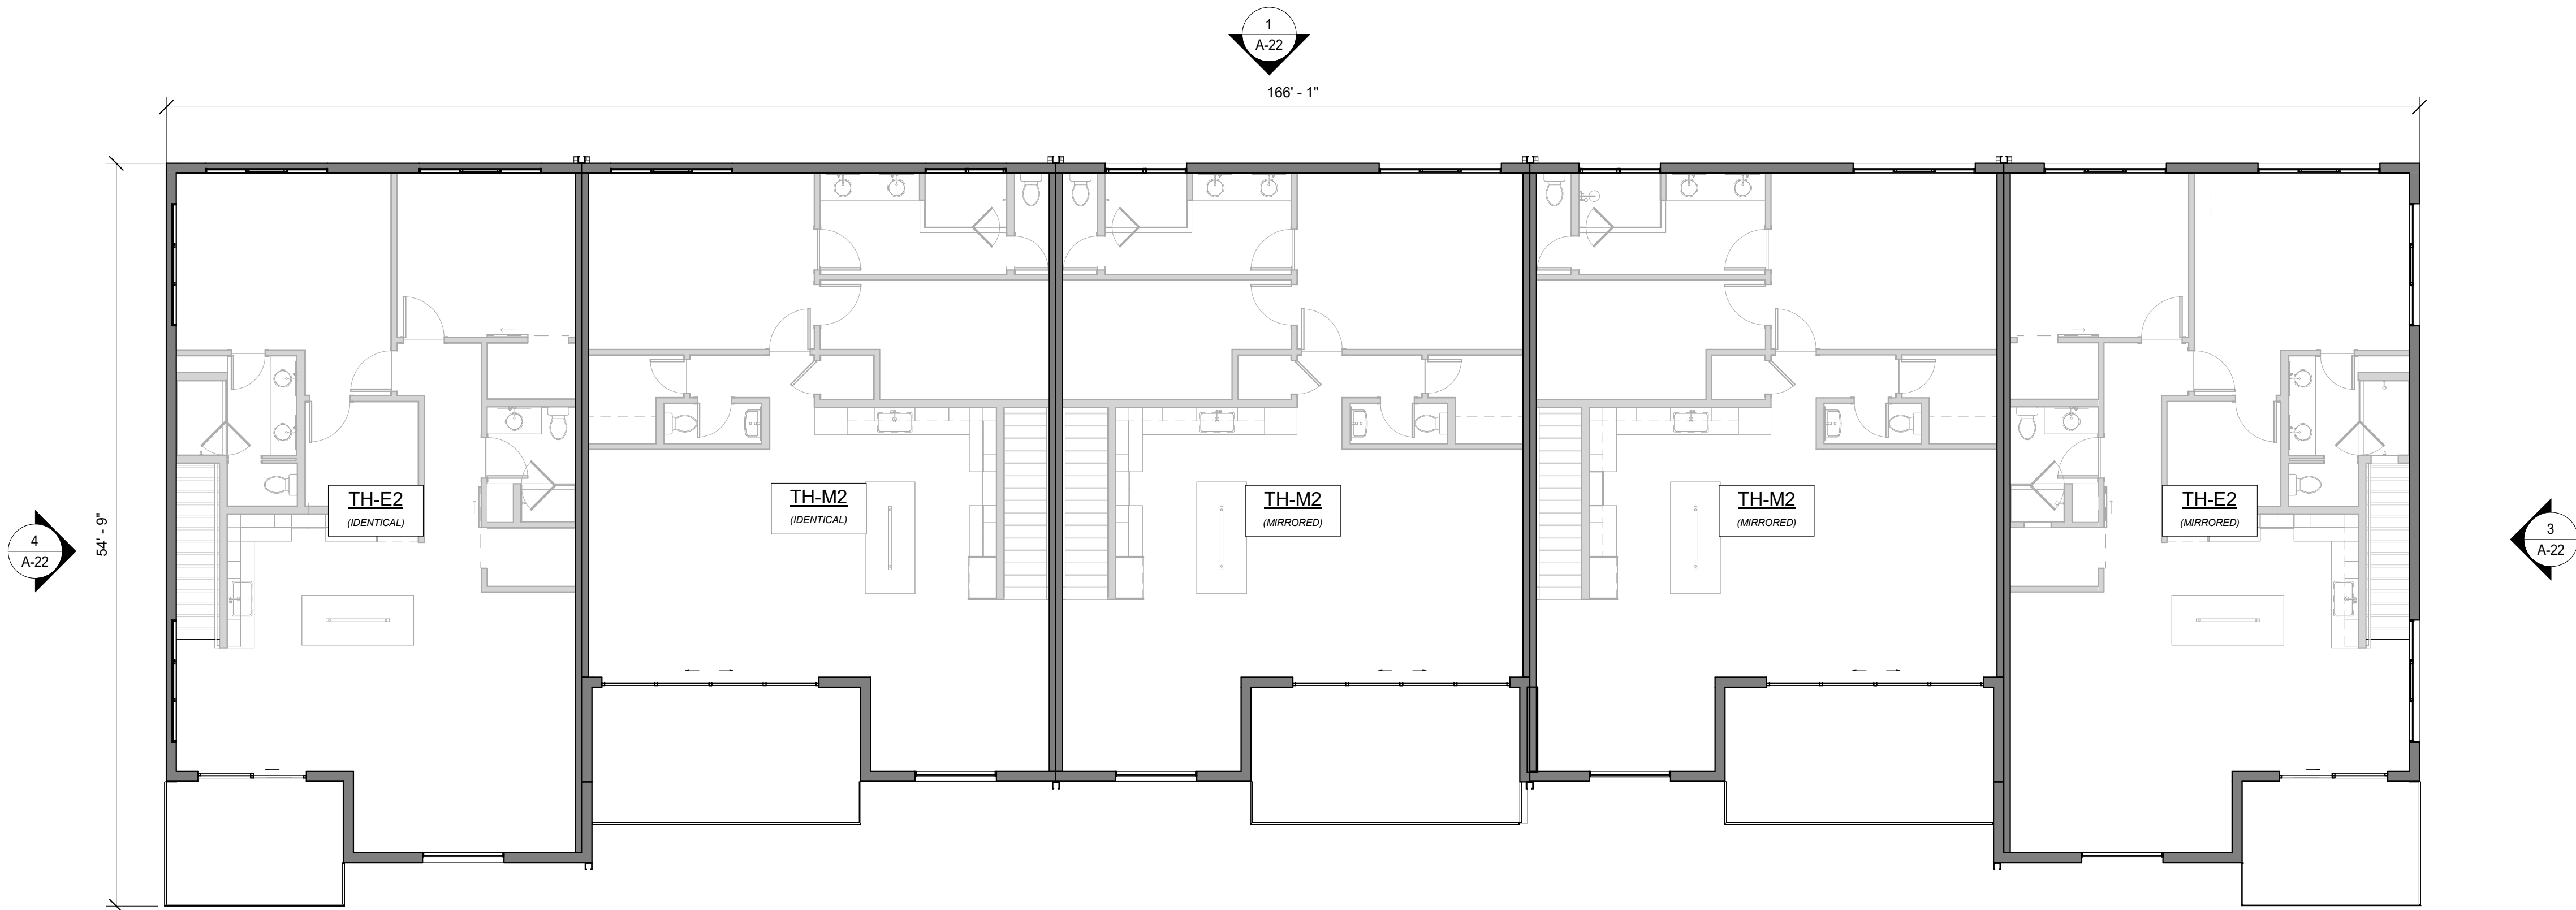 1
A-22
166' - 1"
TH-E2
(IDENTICAL)
TH-M2
(IDENTICAL)
TH-M2
(MIRRORED)
TH-M2
(MIRRORED)
TH-E2
(MIRRORED)
4
A-22
54' - 9"
3
A-22